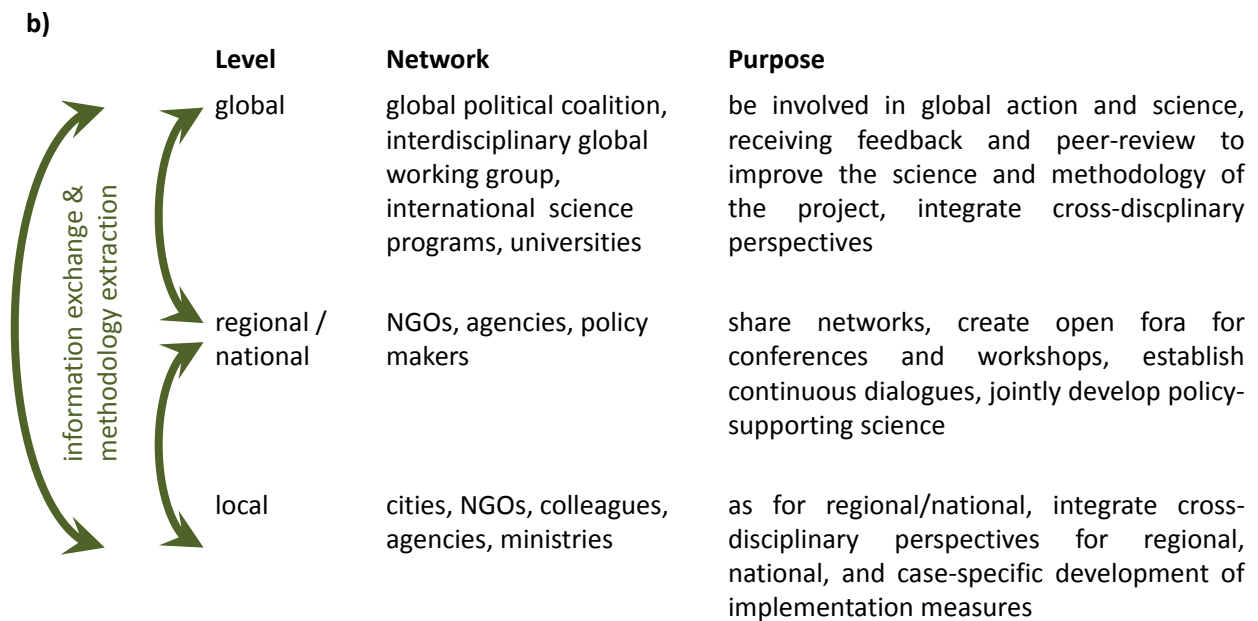 b)
Level Network Purpose
global global political coalition, be involved in global action and science,
interdisciplinary global receiving feedback and peer-review to
working group, improve the science and methodology of
international science the project, integrate cross-discplinary
programs, universities perspectives
information exchange &
methodology extraction
regional / NGOs, agencies, policy share networks, create open fora for
national makers conferences and workshops, establish
continuous dialogues, jointly develop policy-
supporting science
local cities, NGOs, colleagues, as for regional/national, integrate cross-
agencies, ministries disciplinary perspectives for regional,
national, and case-specific development of
implementation measures